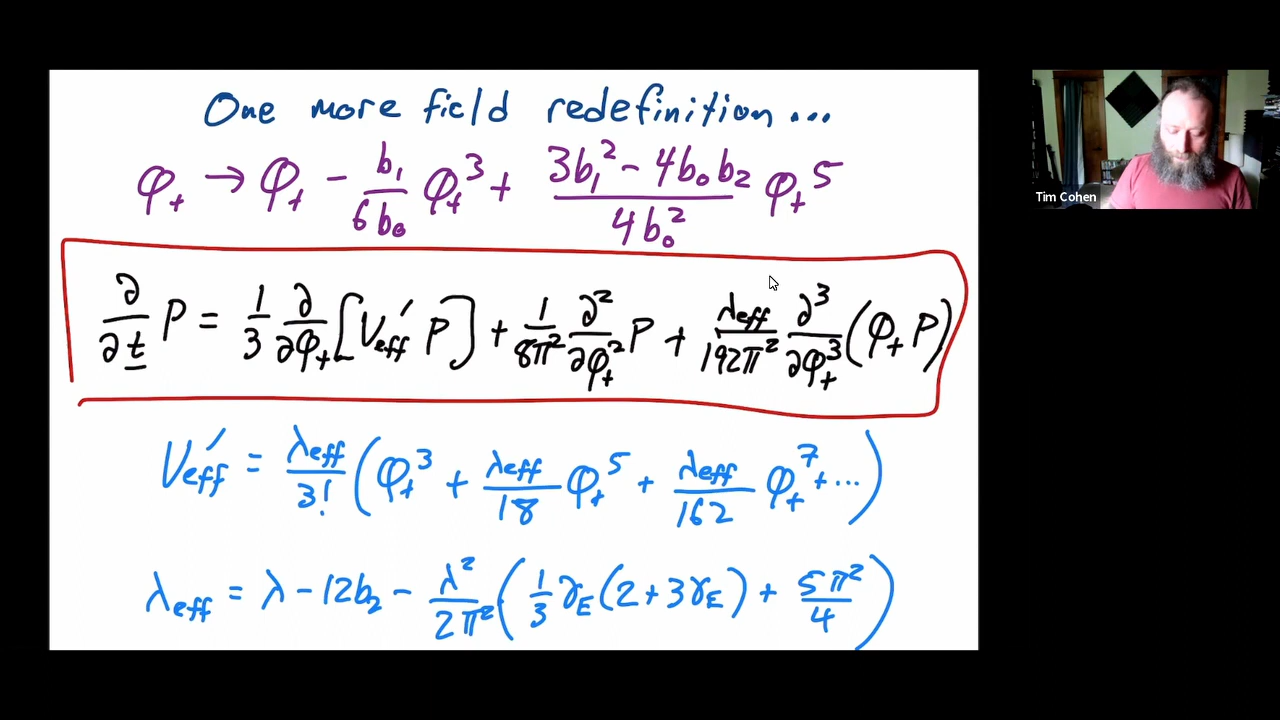 One more field redefinition...
φ₊ → φ₊ − b₁/6b₀ φ₊³ + (3b₁² − 4b₀b₂)/4b₀² φ₊⁵
∂/∂t P = 1/3 ∂/∂φ₊ [V'eff P] + 1/8π² ∂²/∂φ₊² P + λeff/192π² ∂³/∂φ₊³ (φ₊ P)
V'eff = λeff/3! (φ₊³ + λeff/18 φ₊⁵ + λeff/162 φ₊⁷ + ...)
λeff = λ − 12b₂ − λ²/2π² (1/3 γE (2 + 3γE) + 5π²/4)
Tim Cohen